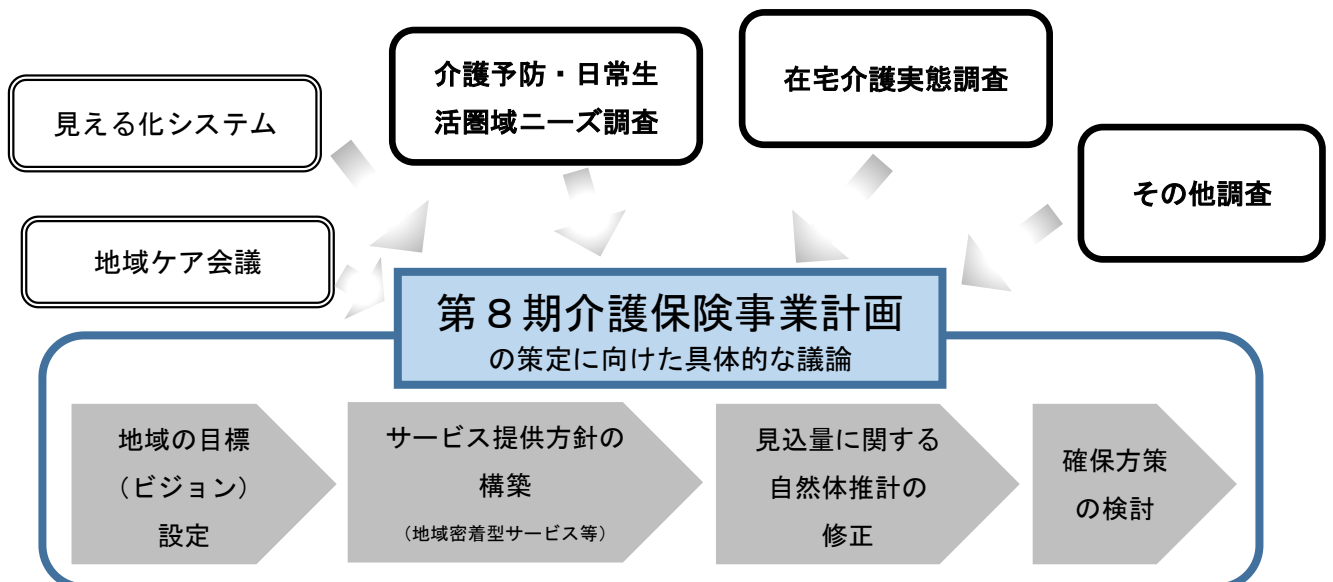 見える化システム
介護予防・日常生
活圏域ニーズ調査
在宅介護実態調査
その他調査
地域ケア会議
第８期介護保険事業計画
の策定に向けた具体的な議論
地域の目標
（ビジョン）
設定
サービス提供方針の
構築
（地域密着型サービス等）
見込量に関する
自然体推計の
修正
確保方策
の検討